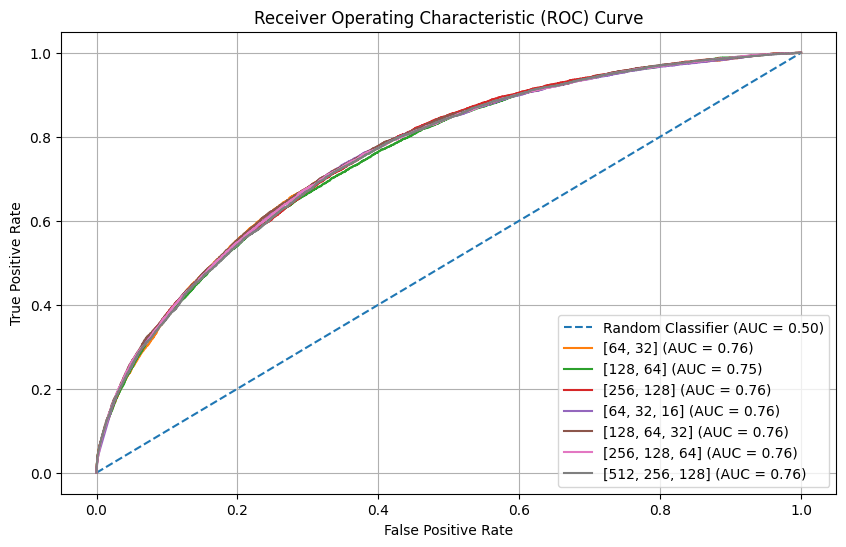 Receiver Operating Characteristic (ROC) Curve
1.0
0.8
0.6
0.4
0.2
0.0
True Positive Rate
Random Classifier (AUC = 0.50)
[64, 32] (AUC = 0.76)
[128, 64] (AUC = 0.75)
[256, 128] (AUC = 0.76)
[64, 32, 16] (AUC = 0.76)
[128, 64, 32] (AUC = 0.76)
[256, 128, 64] (AUC = 0.76)
[512, 256, 128] (AUC = 0.76)
0.0 0.2 0.4 0.6 0.8 1.0
False Positive Rate